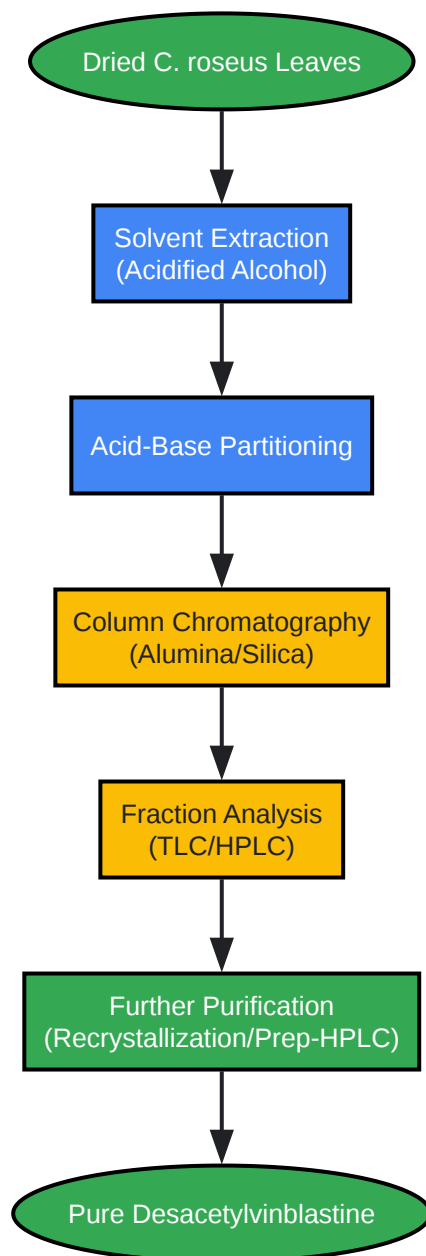 Dried C. roseus Leaves
Solvent Extraction
(Acidified Alcohol)
Acid-Base Partitioning
Column Chromatography
(Alumina/Silica)
Fraction Analysis
(TLC/HPLC)
Further Purification
(Recrystallization/Prep-HPLC)
Pure Desacetylvinblastine